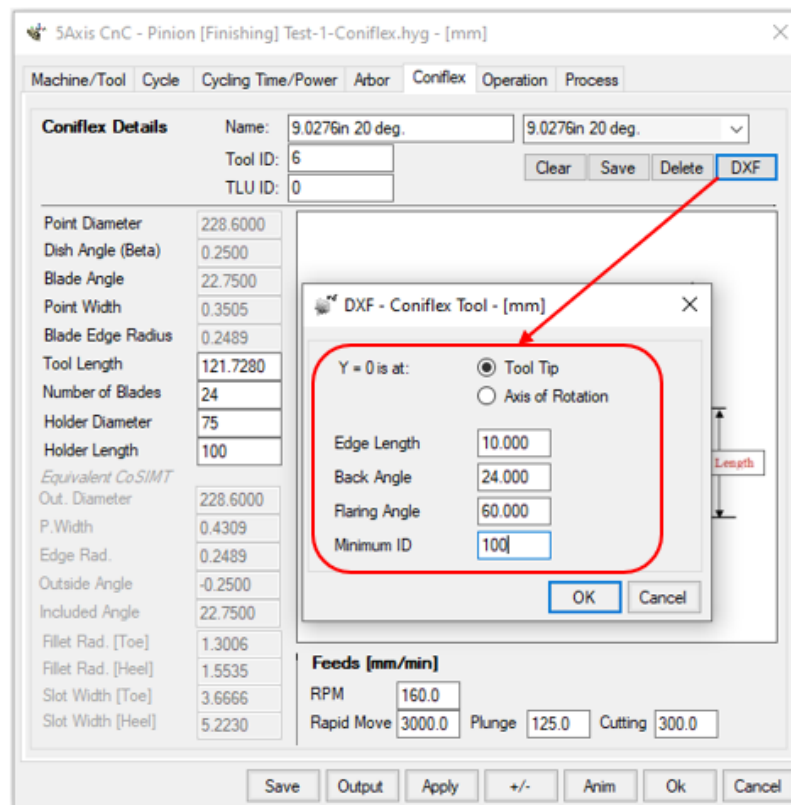 5Axis CnC - Pinion [Finishing] Test-1-Coniflex.hyg - [mm]
Machine/Tool Cycle Cycling Time/Power Arbor Coniflex Operation Process
Coniflex Details Name: 9.0276in 20 deg. 9.0276in 20 deg.
Tool ID: 6
Clear Save Delete DXF
TLU ID: 0
Point Diameter 228.6000
Dish Angle (Beta) 0.2500
Blade Angle 22.7500
Point Width 0.3505
Blade Edge Radius 0.2489
Tool Length 121.7280
Number of Blades 24
Holder Diameter 75
Holder Length 100
Equivalent CoSIMT
Out. Diameter 228.6000
P.Width 0.4309
Edge Rad. 0.2489
Outside Angle -0.2500
Included Angle 22.7500
Fillet Rad. [Toe] 1.3006
Fillet Rad. [Heel] 1.5535
Slot Width [Toe] 3.6666
Slot Width [Heel] 5.2230
DXF - Coniflex Tool - [mm]
Y = 0 is at: Tool Tip
Axis of Rotation
Edge Length 10.000
Back Angle 24.000
Flaring Angle 60.000
Minimum ID 100
OK Cancel
Length
Feeds [mm/min]
RPM 160.0
Rapid Move 3000.0 Plunge 125.0 Cutting 300.0
Save Output Apply +/- Anim Ok Cancel